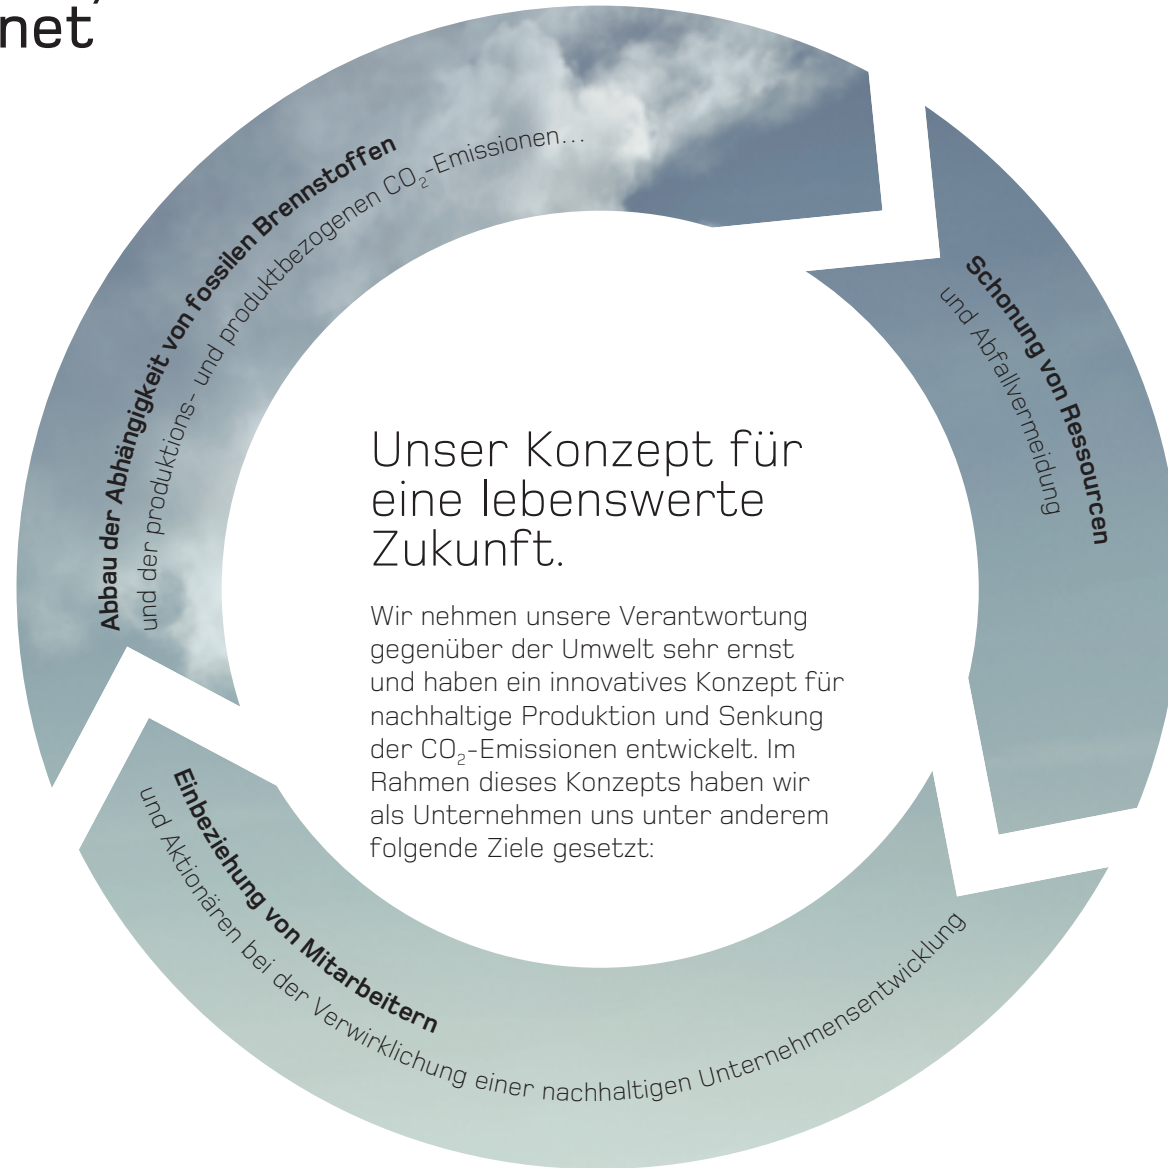 net
Abbau der Abhängigkeit von fossilen Brennstoffen
und der produktions- und produktbezogenen CO₂-Emissionen...
Schonung von Ressourcen
und Abfallvermeidung
Unser Konzept für
eine lebenswerte
Zukunft.
Wir nehmen unsere Verantwortung
gegenüber der Umwelt sehr ernst
und haben ein innovatives Konzept für
nachhaltige Produktion und Senkung
der CO₂-Emissionen entwickelt. Im
Rahmen dieses Konzepts haben wir
als Unternehmen uns unter anderem
folgende Ziele gesetzt:
Einbeziehung von Mitarbeitern
und Aktionären bei der Verwirklichung einer nachhaltigen Unternehmensentwicklung